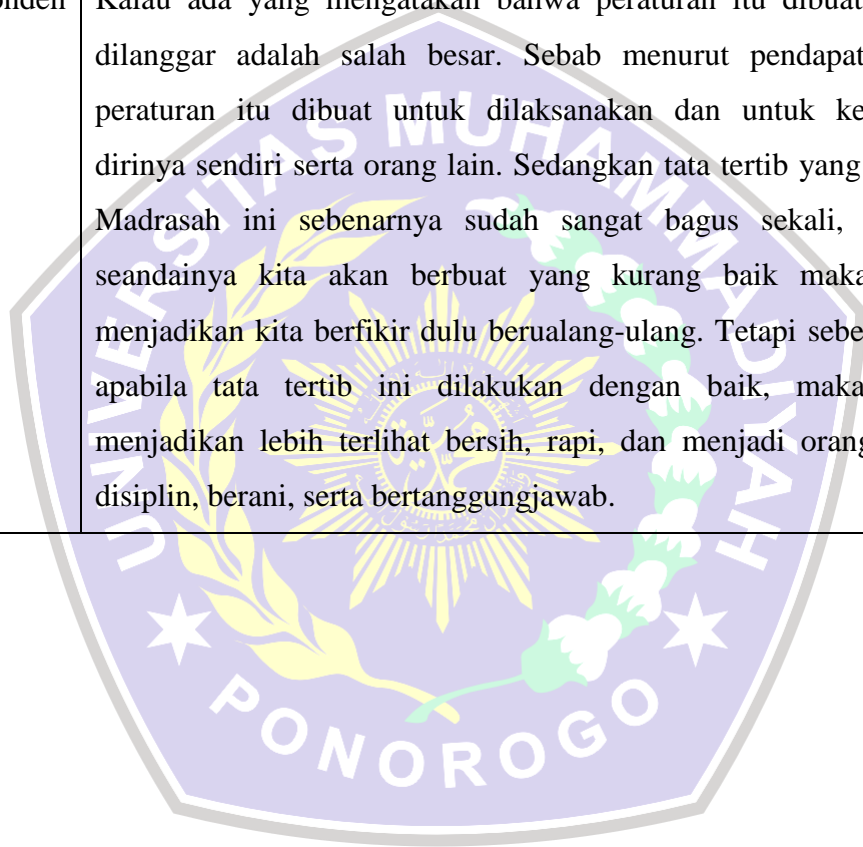 Kalau ada yang mengatakan bahwa peraturan itu dibuat
dilanggar adalah salah besar. Sebab menurut pendapat
peraturan itu dibuat untuk dilaksanakan dan untuk
dirinya sendiri serta orang lain. Sedangkan tata tertib yang
Madrasah ini sebenarnya sudah sangat bagus sekali,
seandainya kita akan berbuat yang kurang baik maka
menjadikan kita berfikir dulu berualang-ulang. Tetapi
apabila tata tertib ini dilakukan dengan baik, maka
menjadikan lebih terlihat bersih, rapi, dan menjadi orang
disiplin, berani, serta bertanggungjawab.
UNIVERSITAS MUHAMMADIYAH
PONOROGO